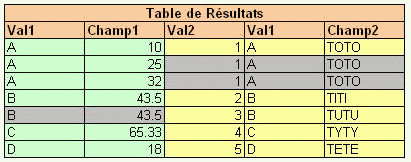 Table de Résultats
Val1 Champ1 Val2 Val1 Champ2
A 10 1 A TOTO
A 25 1 A TOTO
A 32 1 A TOTO
B 43.5 2 B TITI
B 43.5 3 B TUTU
C 65.33 4 C TYTY
D 18 5 D TETE